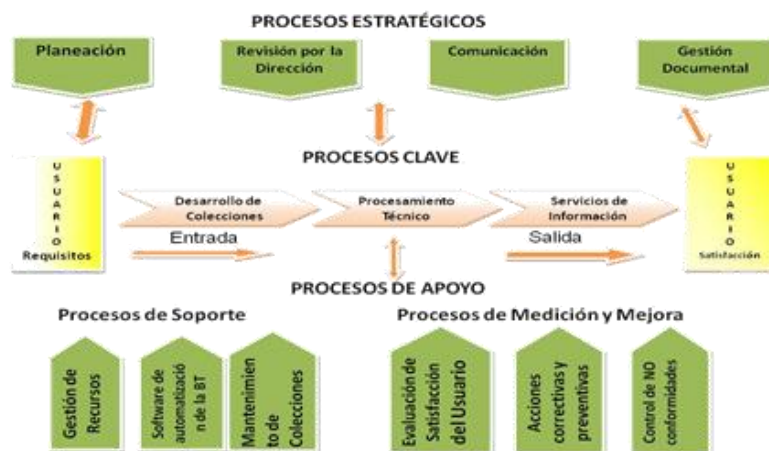 PROCESOS ESTRATÉGICOS
Planeación
Revisión por la
Dirección
Comunicación
Gestión
Documental
PROCESOS CLAVE
USUARIO
Requisitos
Desarrollo de
Colecciones
Procesamiento
Técnico
Servicios de
Información
USUARIO
Satisfacción
Entrada
Salida
PROCESOS DE APOYO
Procesos de Soporte
Procesos de Medición y Mejora
Gestión de
Recursos
Software de
automatizació
n de la BT
Mantenimien
to de
Colecciones
Evaluación de
Satisfacción
del Usuario
Acciones
correctivas y
preventivas
Control de NO
conformidades